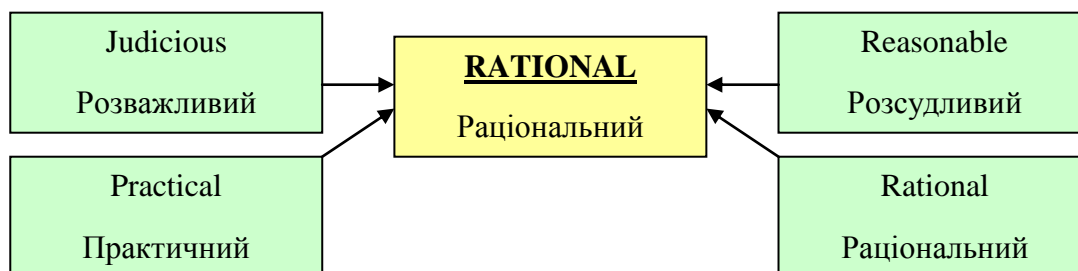 Judicious
Розважливий
RATIONAL
Раціональний
Reasonable
Розсудливий
Practical
Практичний
Rational
Раціональний